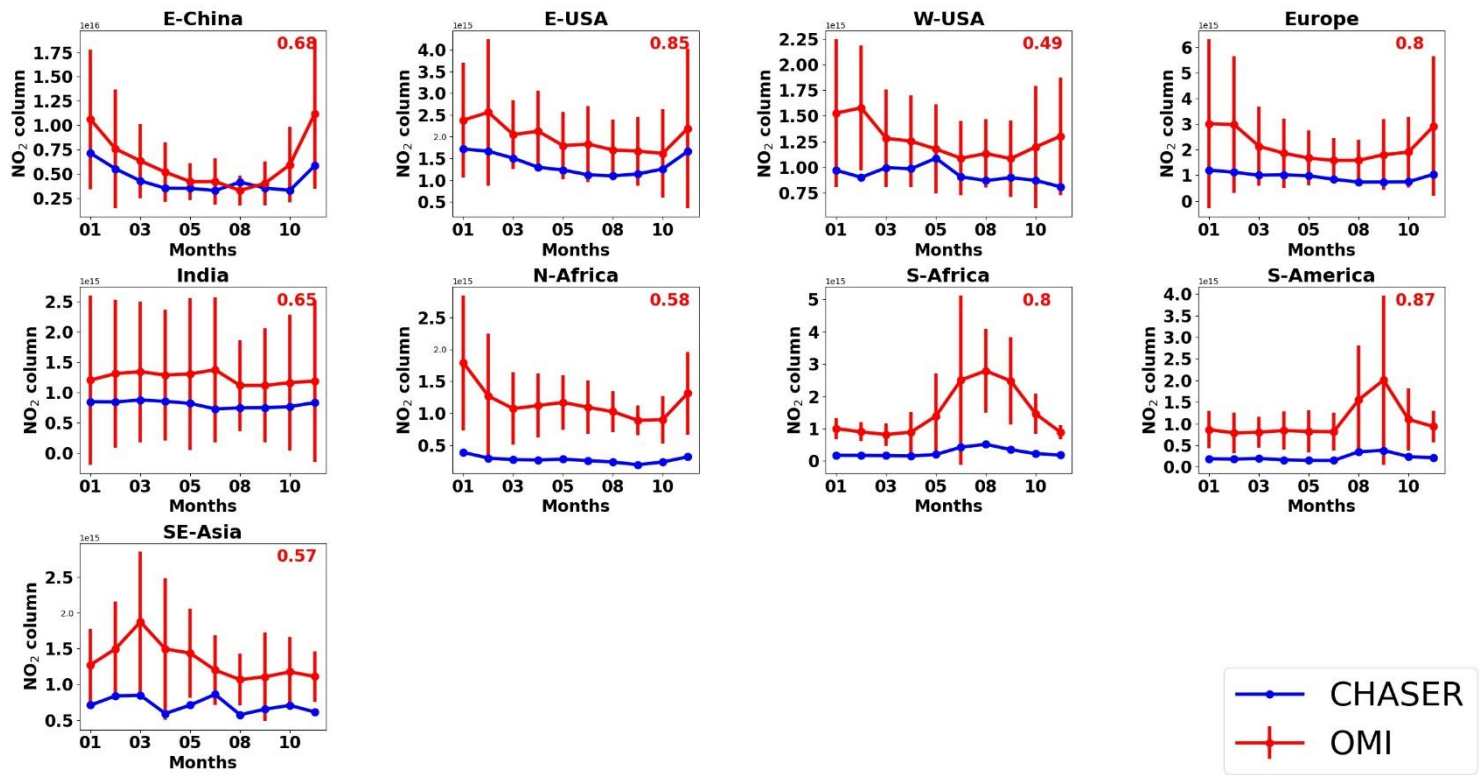 E-China
1e16
0.68
1.75
1.50
1.25
1.00
0.75
0.50
0.25
NO₂ column
01 03 05 08 10
Months
E-USA
1e15
0.85
4.0
3.5
3.0
2.5
2.0
1.5
1.0
0.5
NO₂ column
01 03 05 08 10
Months
W-USA
1e15
0.49
2.25
2.00
1.75
1.50
1.25
1.00
0.75
NO₂ column
01 03 05 08 10
Months
Europe
1e15
0.8
6
5
4
3
2
1
0
NO₂ column
01 03 05 08 10
Months
India
1e15
0.65
2.5
2.0
1.5
1.0
0.5
0.0
NO₂ column
01 03 05 08 10
Months
N-Africa
1e15
0.58
2.5
2.0
1.5
1.0
0.5
NO₂ column
01 03 05 08 10
Months
S-Africa
1e15
0.8
5
4
3
2
1
0
NO₂ column
01 03 05 08 10
Months
S-America
1e15
0.87
4.0
3.5
3.0
2.5
2.0
1.5
1.0
0.5
0.0
NO₂ column
01 03 05 08 10
Months
SE-Asia
1e15
0.57
2.5
2.0
1.5
1.0
0.5
NO₂ column
01 03 05 08 10
Months
CHASER
OMI